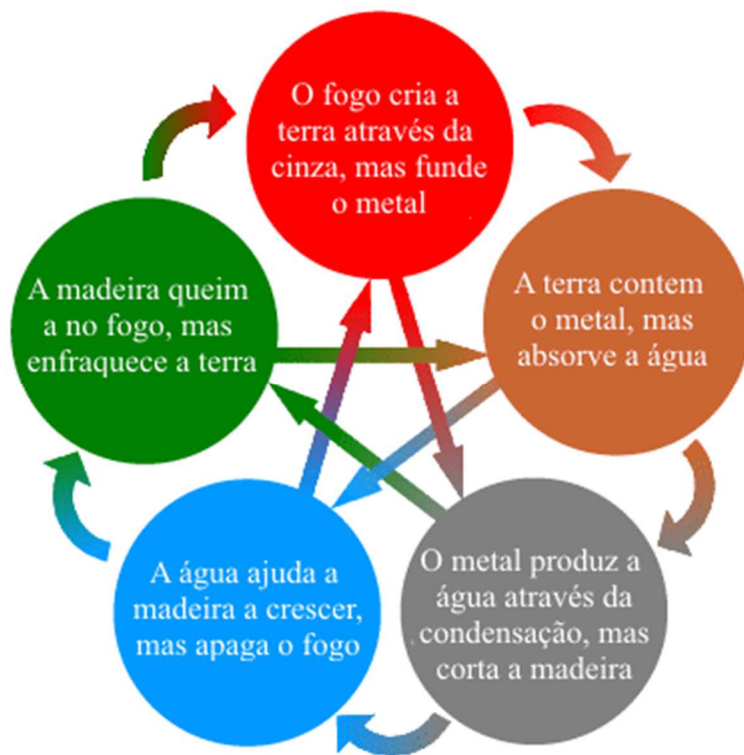 O fogo cria a
terra através da
cinza, mas funde
o metal
A terra contem
o metal, mas
absorve a água
O metal produz a
água através da
condensação, mas
corta a madeira
A água ajuda a
madeira a crescer,
mas apaga o fogo
A madeira queim
a no fogo, mas
enfraquece a terra